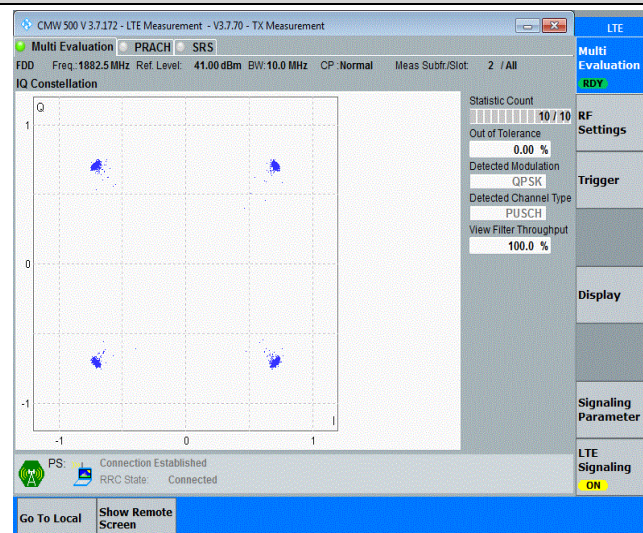 CMW 500 V 3.7.172 - LTE Measurement - V3.7.70 - TX Measurement
LTE
Multi Evaluation PRACH SRS
FDD Freq.:1882.5 MHz Ref. Level: 41.00 dBm BW:10.0 MHz CP :Normal Meas Subfr./Slot: 2 / All
IQ Constellation
Q
1
0
-1
-1
0
1
I
Statistic Count
10 / 10
Out of Tolerance
0.00 %
Detected Modulation
QPSK
Detected Channel Type
PUSCH
View Filter Throughput
100.0 %
Multi
Evaluation
RDY
RF
Settings
Trigger
Display
Signaling
Parameter
LTE
Signaling
ON
PS:
Connection Established
RRC State: Connected
Go To Local
Show Remote
Screen